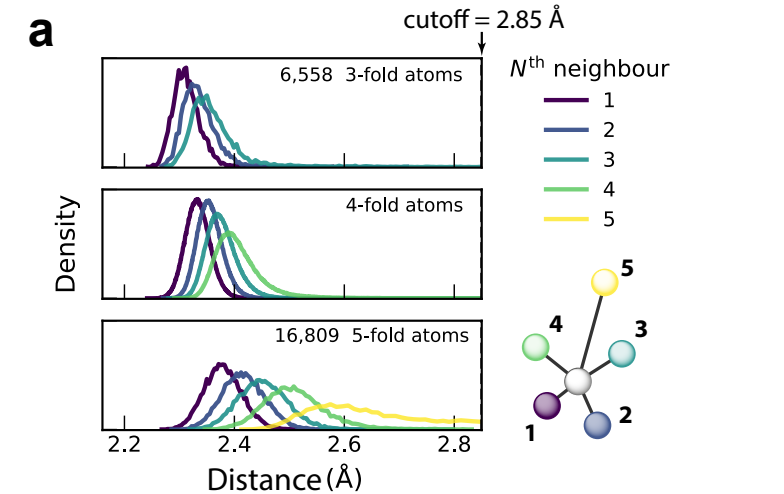 a
cutoff = 2.85 Å
6,558 3-fold atoms
Nth neighbour
1
2
3
4
5
4-fold atoms
Density
16,809 5-fold atoms
5
4
3
1
2
2.2 2.4 2.6 2.8
Distance (Å)